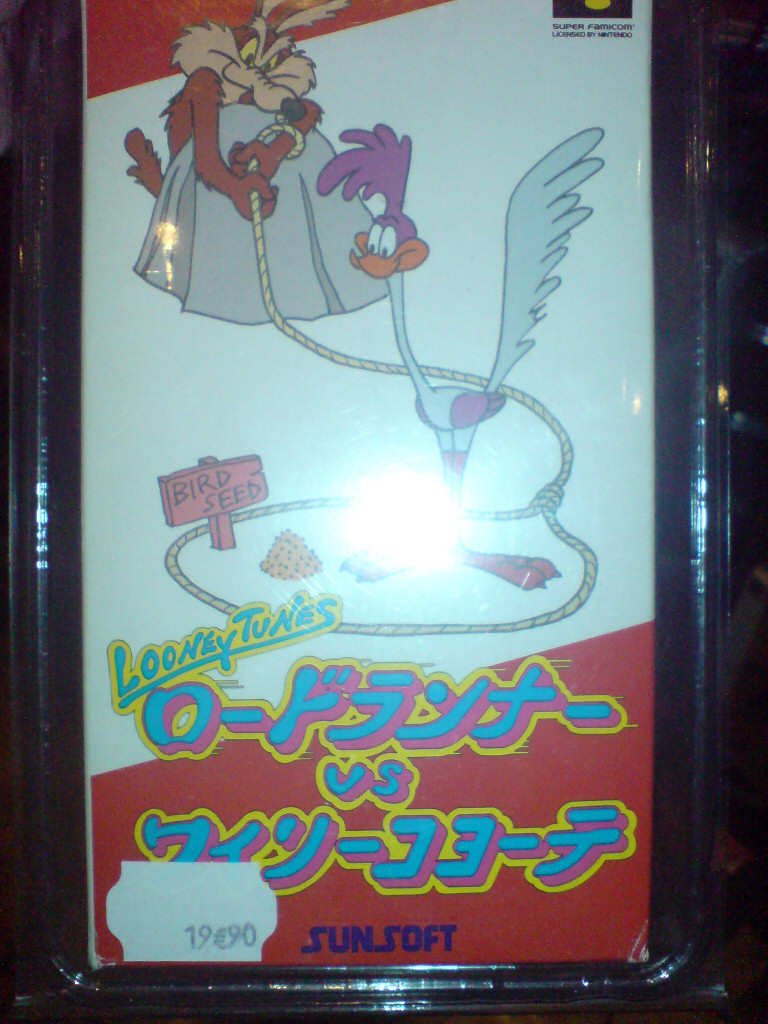 SUPER FAMICOM
LICENSED BY NINTENDO
BIRD
SEED
LOONEY TUNES
ロードランナー
VS
ワイリーコヨーテ
19€90
SUNSOFT